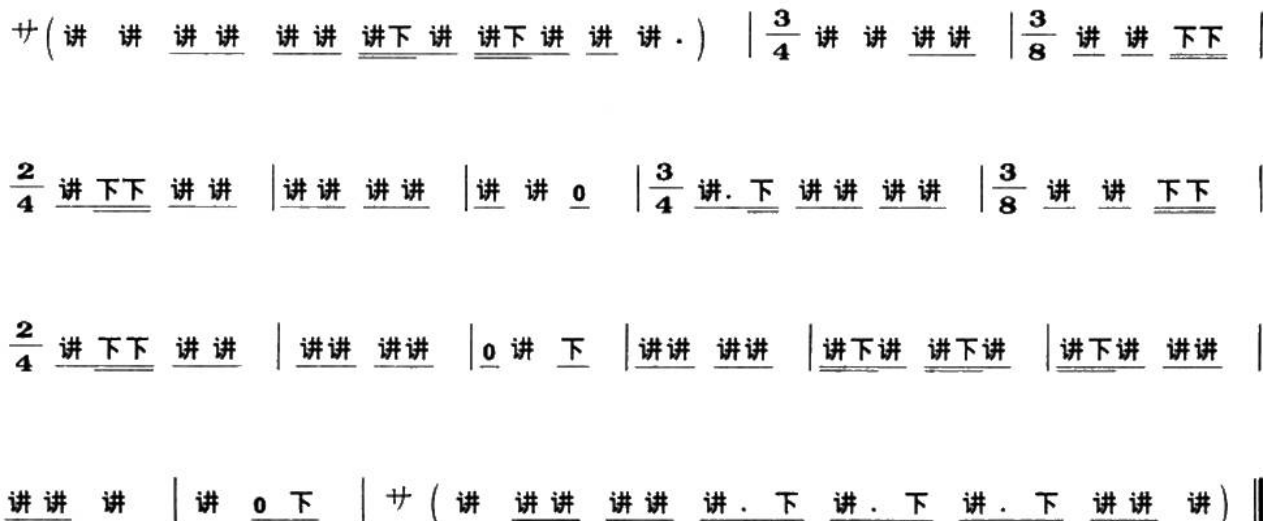 サ(讲 讲 讲讲 讲讲 讲下讲 讲下讲 讲 讲.) | 3/4 讲 讲 讲讲 | 3/8 讲 讲 下下 |
2/4 讲下下 讲讲 | 讲讲 讲讲 | 讲 讲 0 | 3/4 讲. 下 讲讲 讲讲 | 3/8 讲 讲 下下 |
2/4 讲下下 讲讲 | 讲讲 讲讲 | 0 讲 下 | 讲讲 讲讲 | 讲下讲 讲下讲 | 讲下讲 讲讲 |
讲讲 讲 | 讲 0 下 | サ(讲 讲讲 讲讲 讲. 下 讲. 下 讲. 下 讲讲 讲) ‖